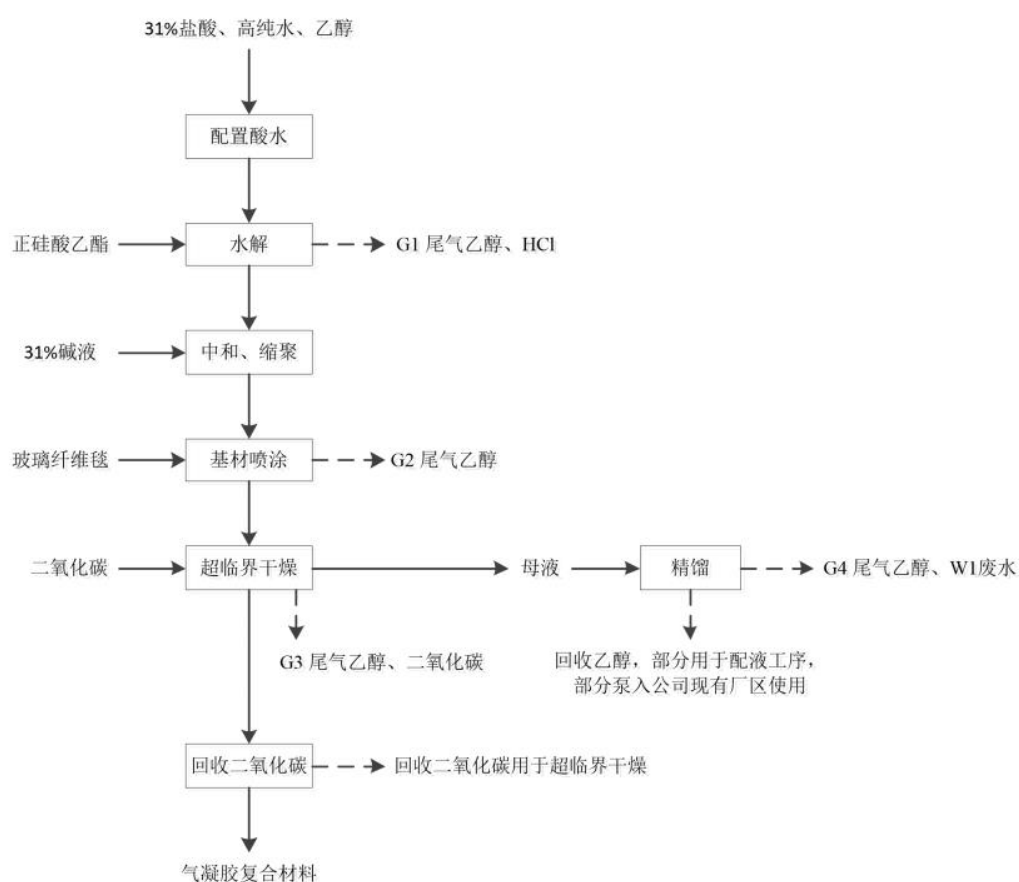 31%盐酸、高纯水、乙醇
配置酸水
正硅酸乙酯
水解
G1 尾气乙醇、HCl
31%碱液
中和、缩聚
玻璃纤维毯
基材喷涂
G2 尾气乙醇
二氧化碳
超临界干燥
母液
精馏
G4 尾气乙醇、W1废水
G3 尾气乙醇、二氧化碳
回收乙醇，部分用于配液工序，
部分泵入公司现有厂区使用
回收二氧化碳
回收二氧化碳用于超临界干燥
气凝胶复合材料